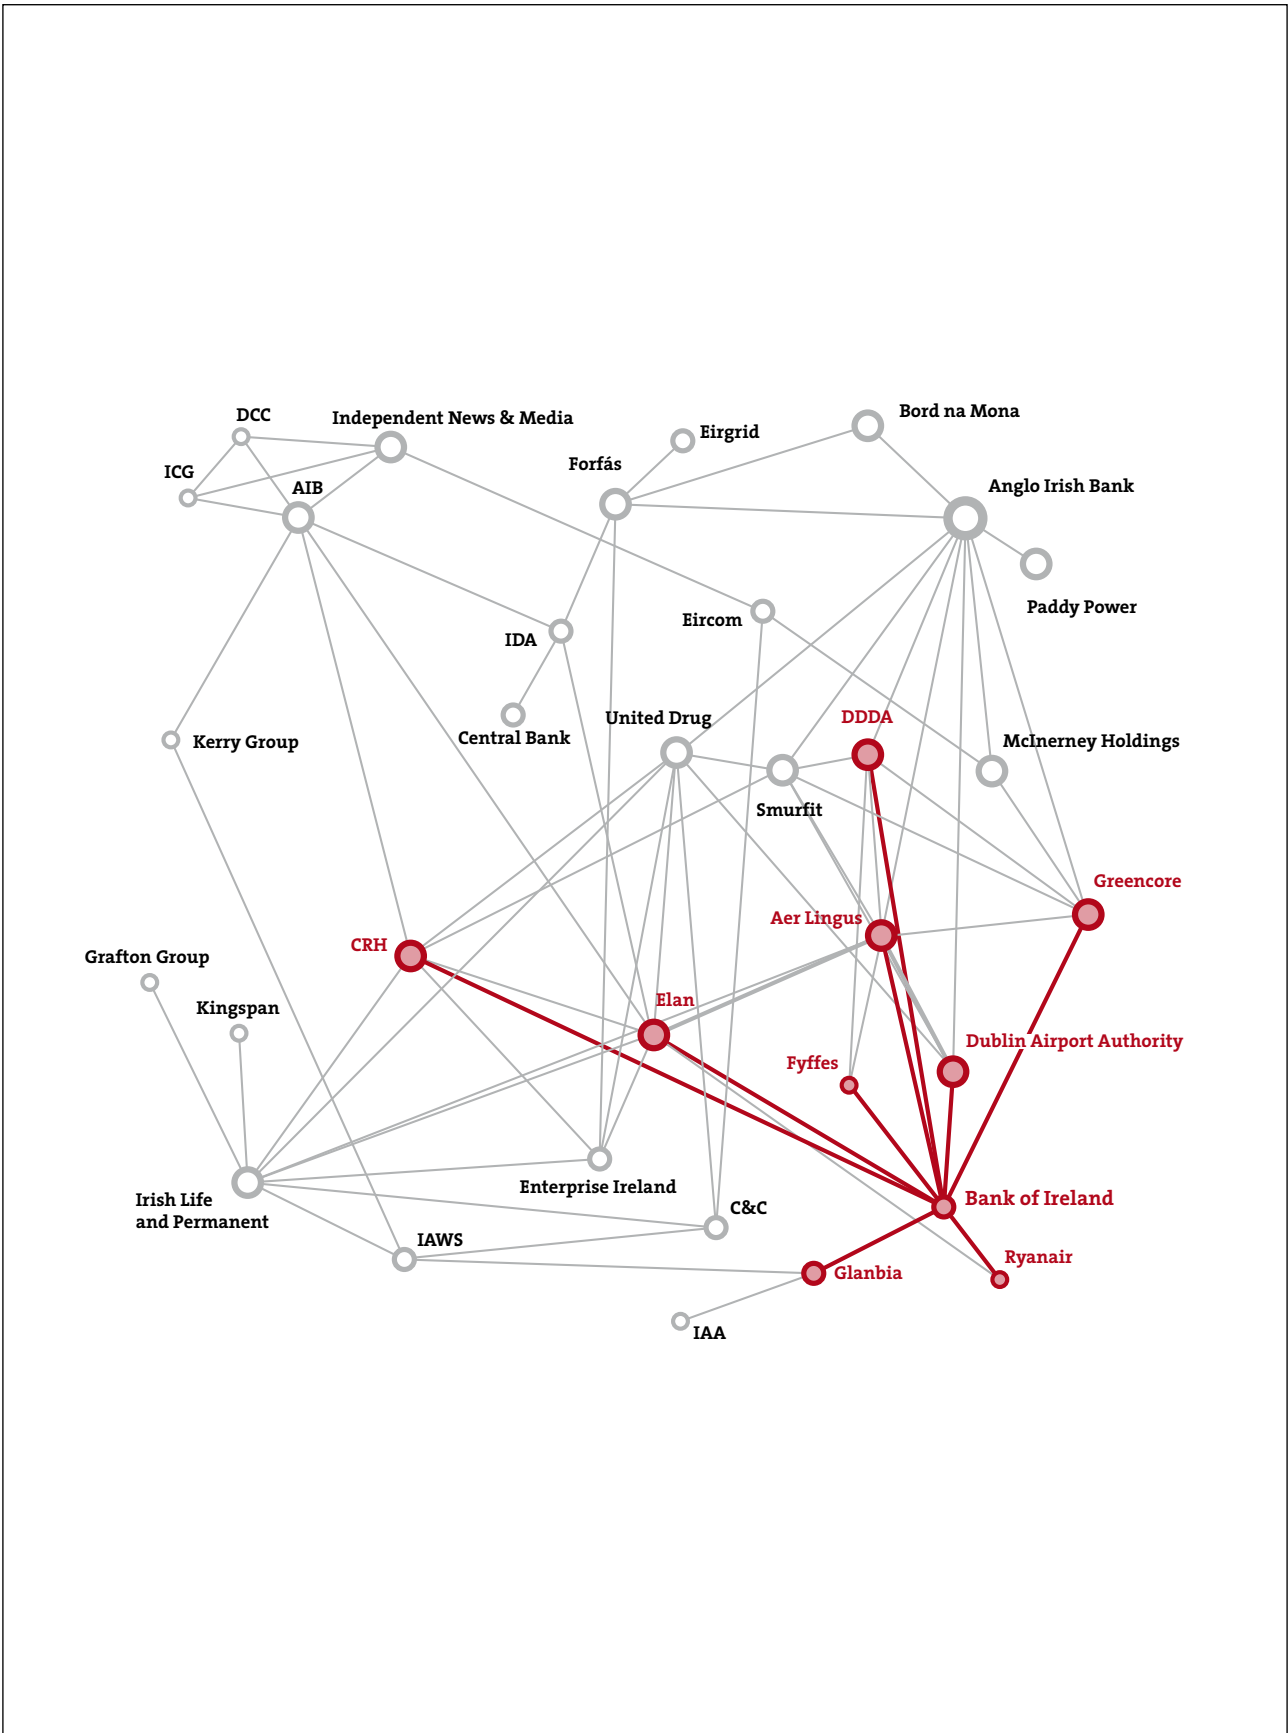 Bord na Mona
DCC
Independent News & Media
Eirgrid
Forfás
ICG
AIB
Anglo Irish Bank
Paddy Power
Eircom
IDA
United Drug
DDDA
Central Bank
Kerry Group
McInerney Holdings
Smurfit
Greencore
Aer Lingus
CRH
Grafton Group
Elan
Kingspan
Dublin Airport Authority
Fyffes
Enterprise Ireland
Irish Life
and Permanent
Bank of Ireland
C&C
IAWS
Ryanair
Glanbia
IAA